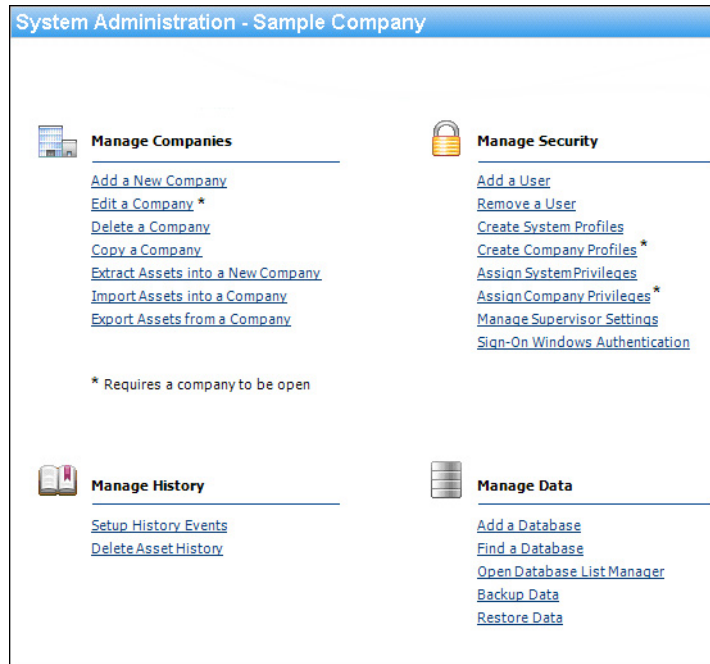 System Administration - Sample Company
Manage Companies
Add a New Company
Edit a Company *
Delete a Company
Copy a Company
Extract Assets into a New Company
Import Assets into a Company
Export Assets from a Company
* Requires a company to be open
Manage Security
Add a User
Remove a User
Create System Profiles
Create Company Profiles *
Assign System Privileges
Assign Company Privileges *
Manage Supervisor Settings
Sign-On Windows Authentication
Manage History
Setup History Events
Delete Asset History
Manage Data
Add a Database
Find a Database
Open Database List Manager
Backup Data
Restore Data